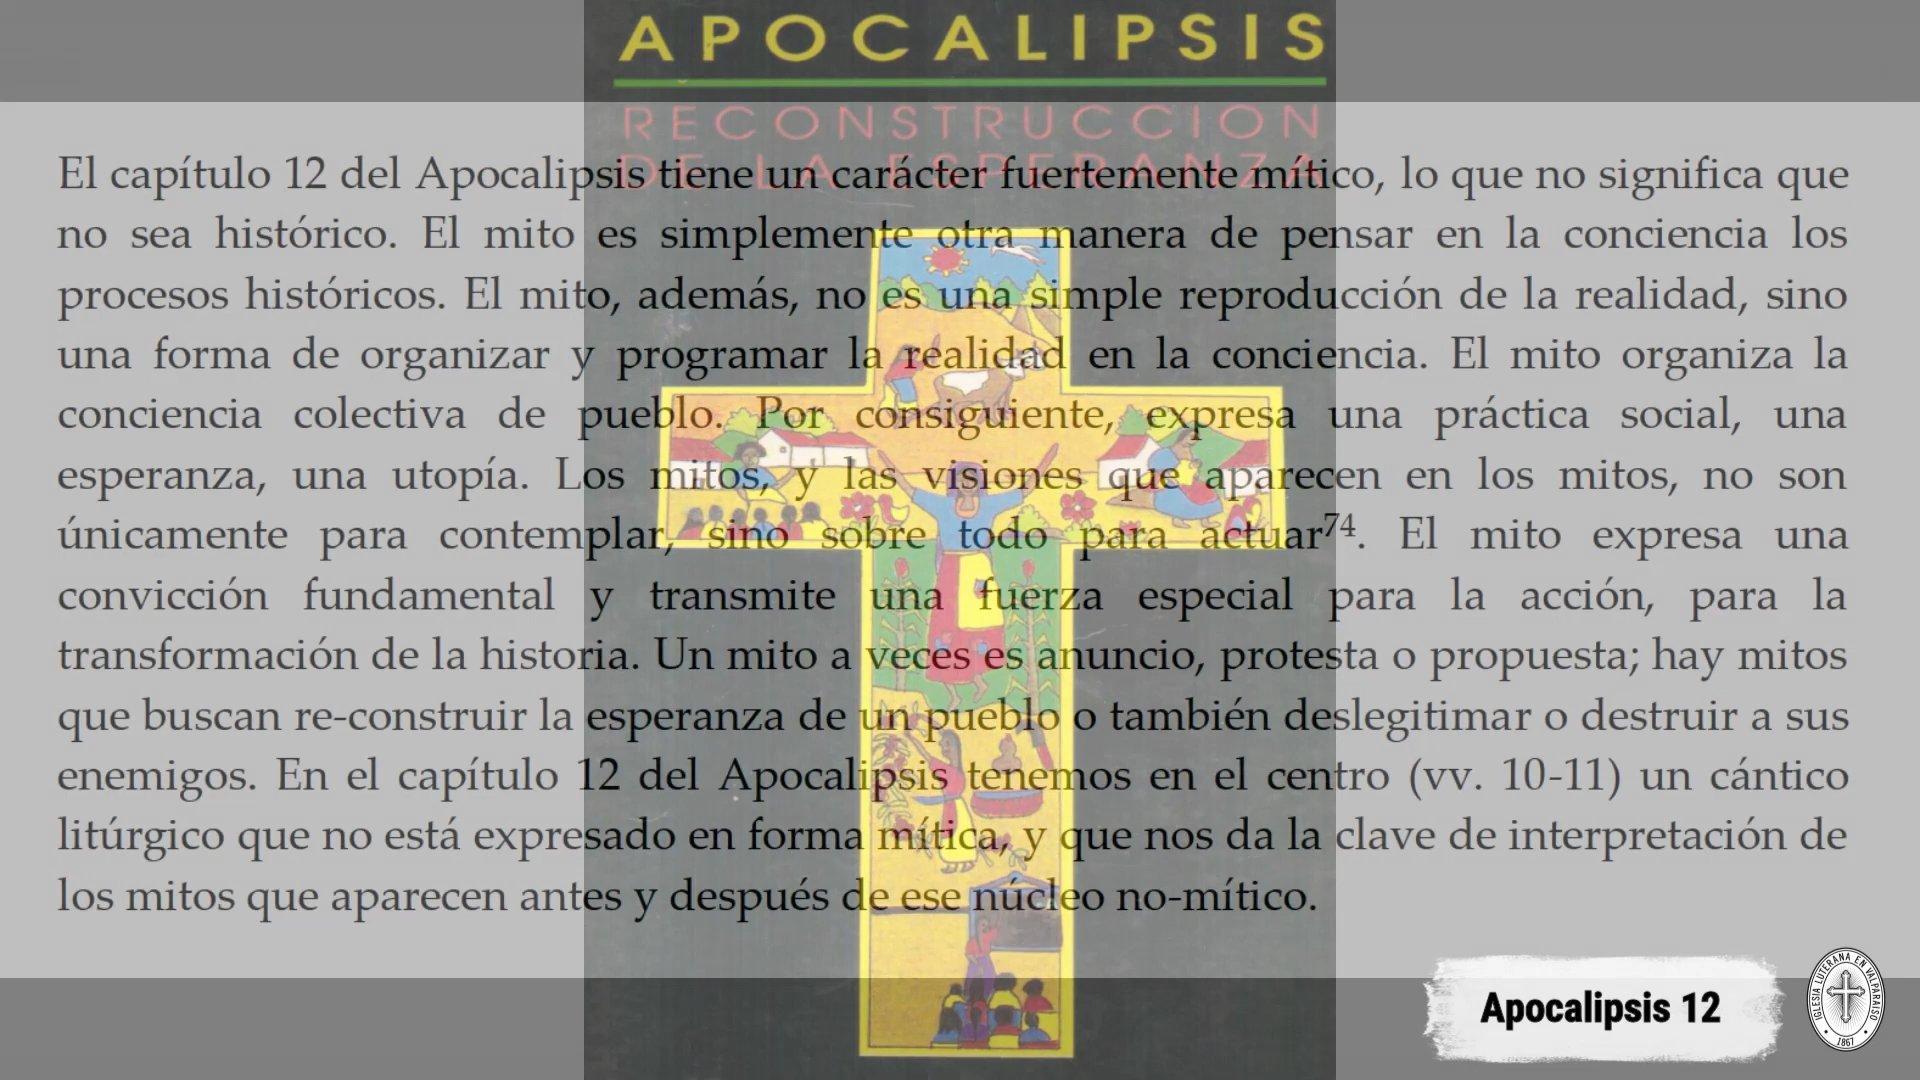 APOCALIPSIS
RECONSTRUCCION
DE LA ESPERANZA
El capítulo 12 del Apocalipsis tiene un carácter fuertemente mítico, lo que no significa que
no sea histórico. El mito es simplemente otra manera de pensar en la conciencia los
procesos históricos. El mito, además, no es una simple reproducción de la realidad, sino
una forma de organizar y programar la realidad en la conciencia. El mito organiza la
conciencia colectiva de pueblo. Por consiguiente, expresa una práctica social, una
esperanza, una utopía. Los mitos, y las visiones que aparecen en los mitos, no son
únicamente para contemplar, sino sobre todo para actuar74. El mito expresa una
convicción fundamental y transmite una fuerza especial para la acción, para la
transformación de la historia. Un mito a veces es anuncio, protesta o propuesta; hay mitos
que buscan re-construir la esperanza de un pueblo o también deslegitimar o destruir a sus
enemigos. En el capítulo 12 del Apocalipsis tenemos en el centro (vv. 10-11) un cántico
litúrgico que no está expresado en forma mítica, y que nos da la clave de interpretación de
los mitos que aparecen antes y después de ese núcleo no-mítico.
Apocalipsis 12
IGLESIA LUTERANA EN VALPARAISO
1867